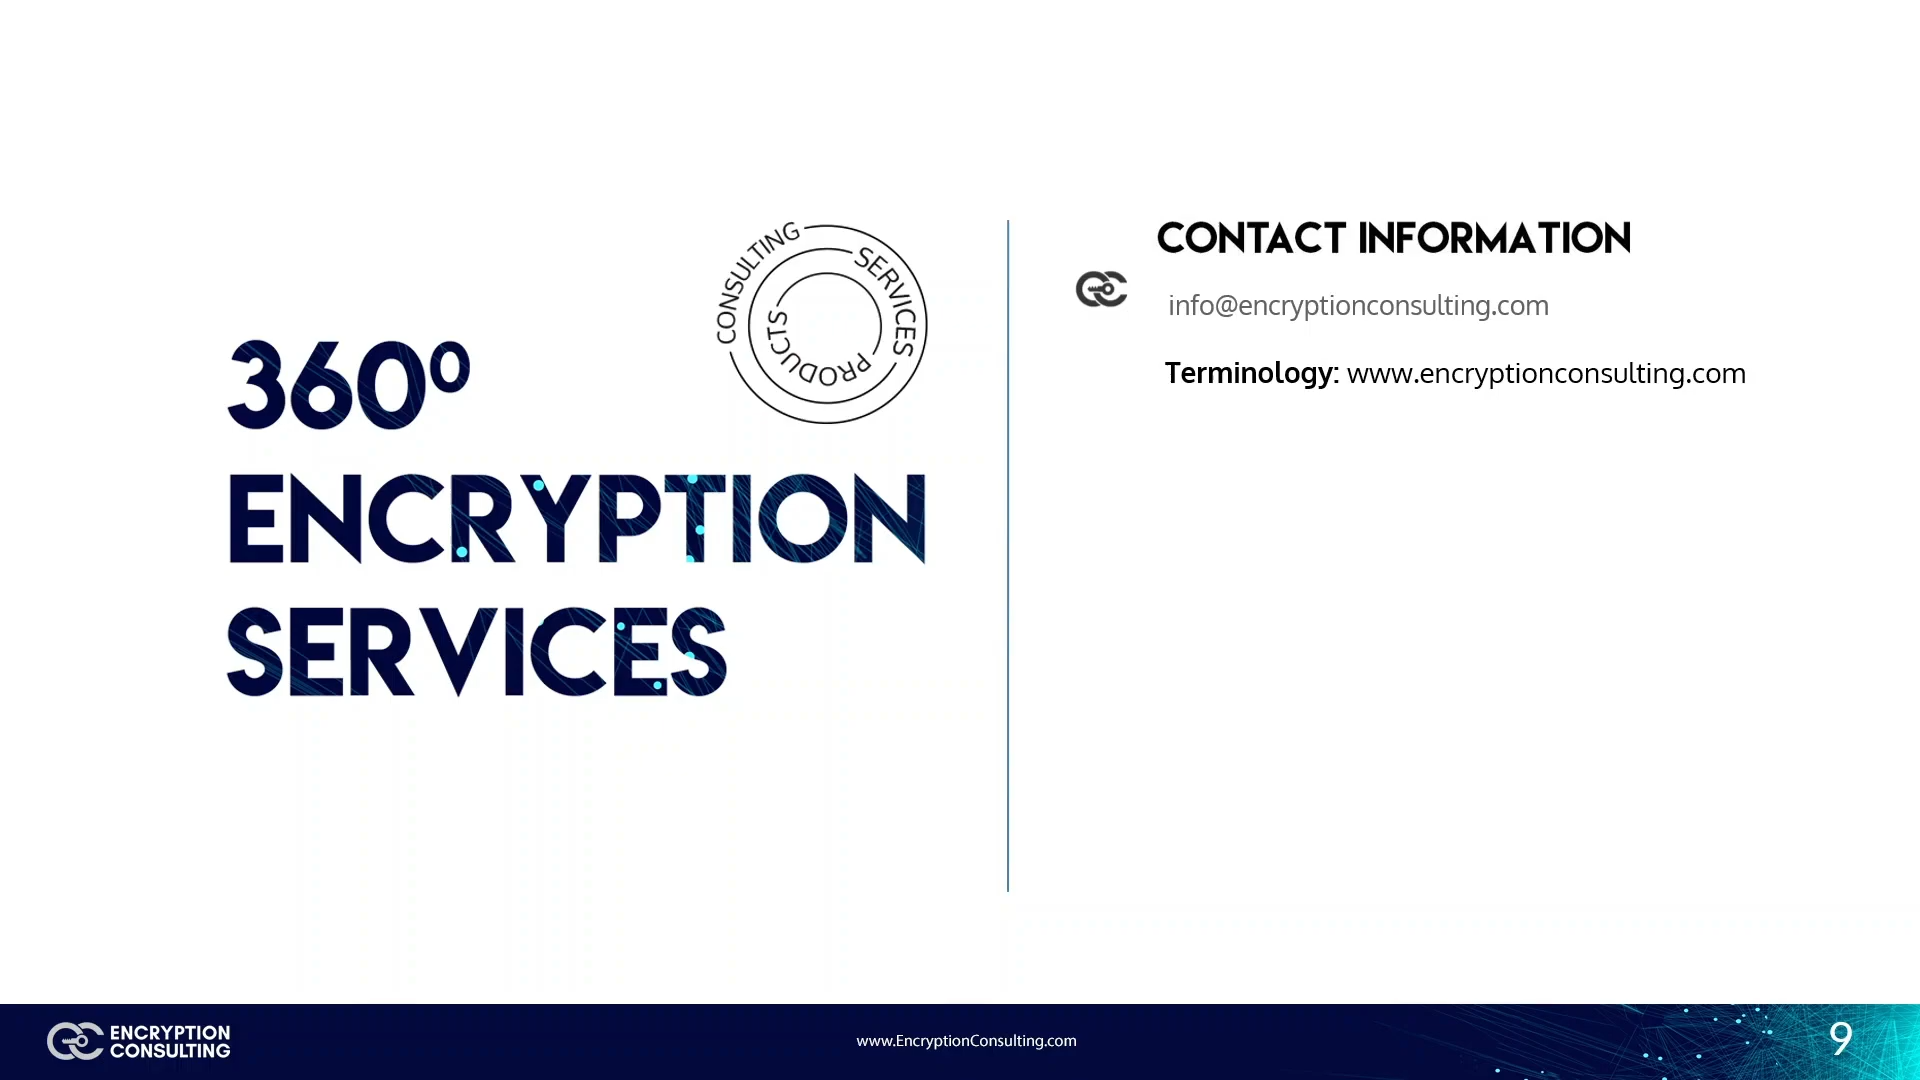 CONSULTING
SERVICES
PRODUCTS
360º
ENCRYPTION
SERVICES
CONTACT INFORMATION
info@encryptionconsulting.com
Terminology: www.encryptionconsulting.com
ENCRYPTION
CONSULTING
www.EncryptionConsulting.com
9